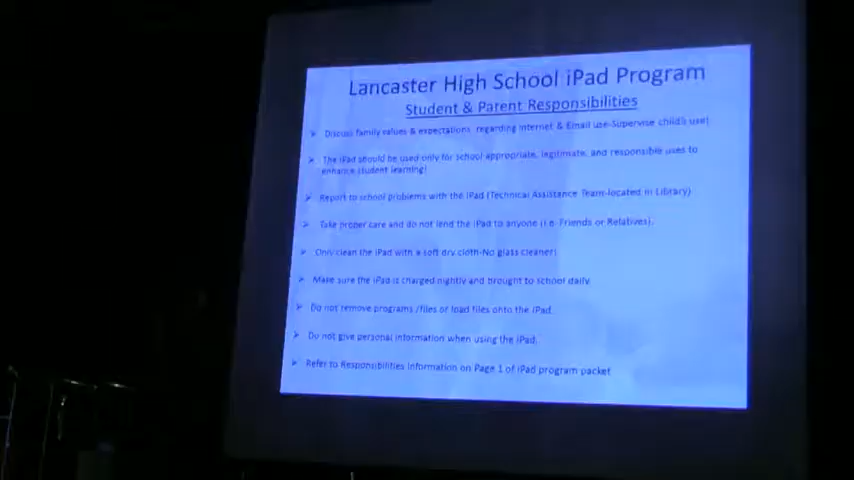 Lancaster High School iPad Program
Student & Parent Responsibilities
➢ Discuss family values & expectations regarding Internet & Email use-Supervise child's use!
➢ The iPad should be used only for school appropriate, legitimate, and responsible uses to
enhance student learning!
➢ Report to school problems with the iPad (Technical Assistance Team-located in Library)
➢ Take proper care and do not lend the iPad to anyone (i.e- Friends or Relatives).
➢ Only clean the iPad with a soft dry cloth-No glass cleaner!
➢ Make sure the iPad is charged nightly and brought to school daily.
➢ Do not remove programs /files or load files onto the iPad.
➢ Do not give personal information when using the iPad.
➢ Refer to Responsibilities Information on Page 1 of iPad program packet